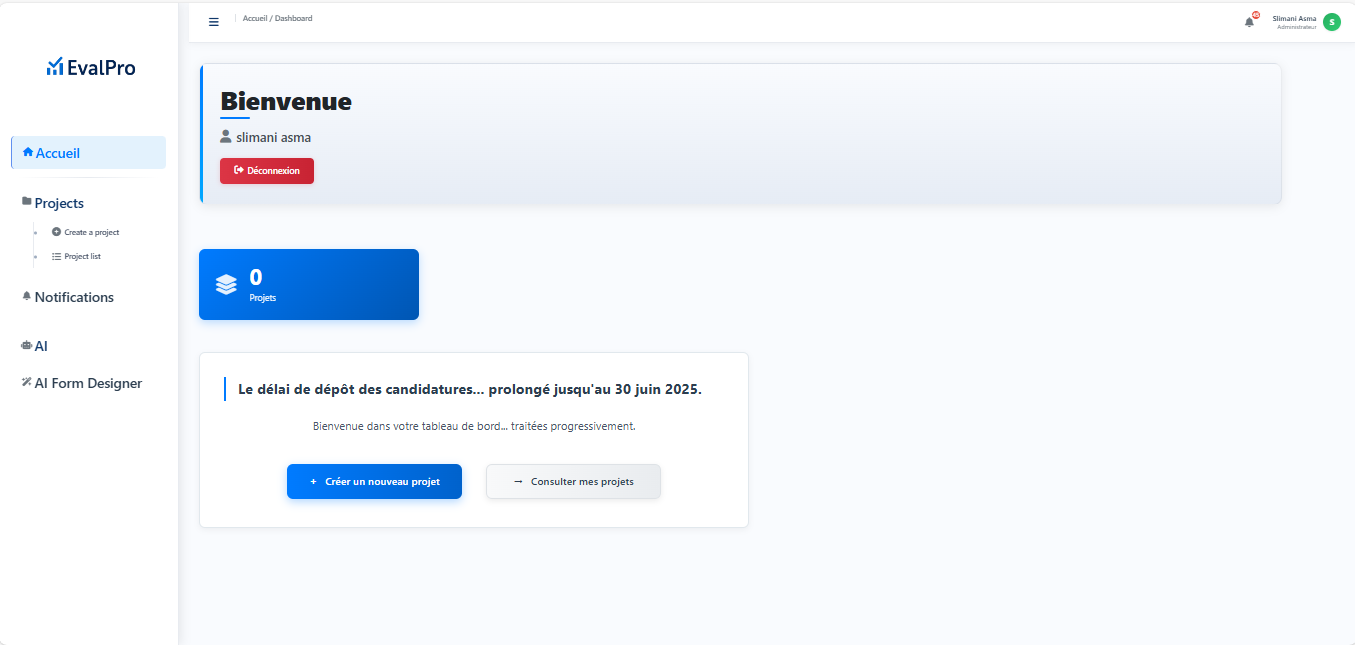 Accueil / Dashboard
Slimani Asma
Administrateur
S
EvalPro
Accueil
Projects
Create a project
Project list
Notifications
AI
AI Form Designer
Bienvenue
slimani asma
Déconnexion
0
Projets
Le délai de dépôt des candidatures... prolongé jusqu'au 30 juin 2025.
Bienvenue dans votre tableau de bord... traitées progressivement.
+ Créer un nouveau projet
→ Consulter mes projets